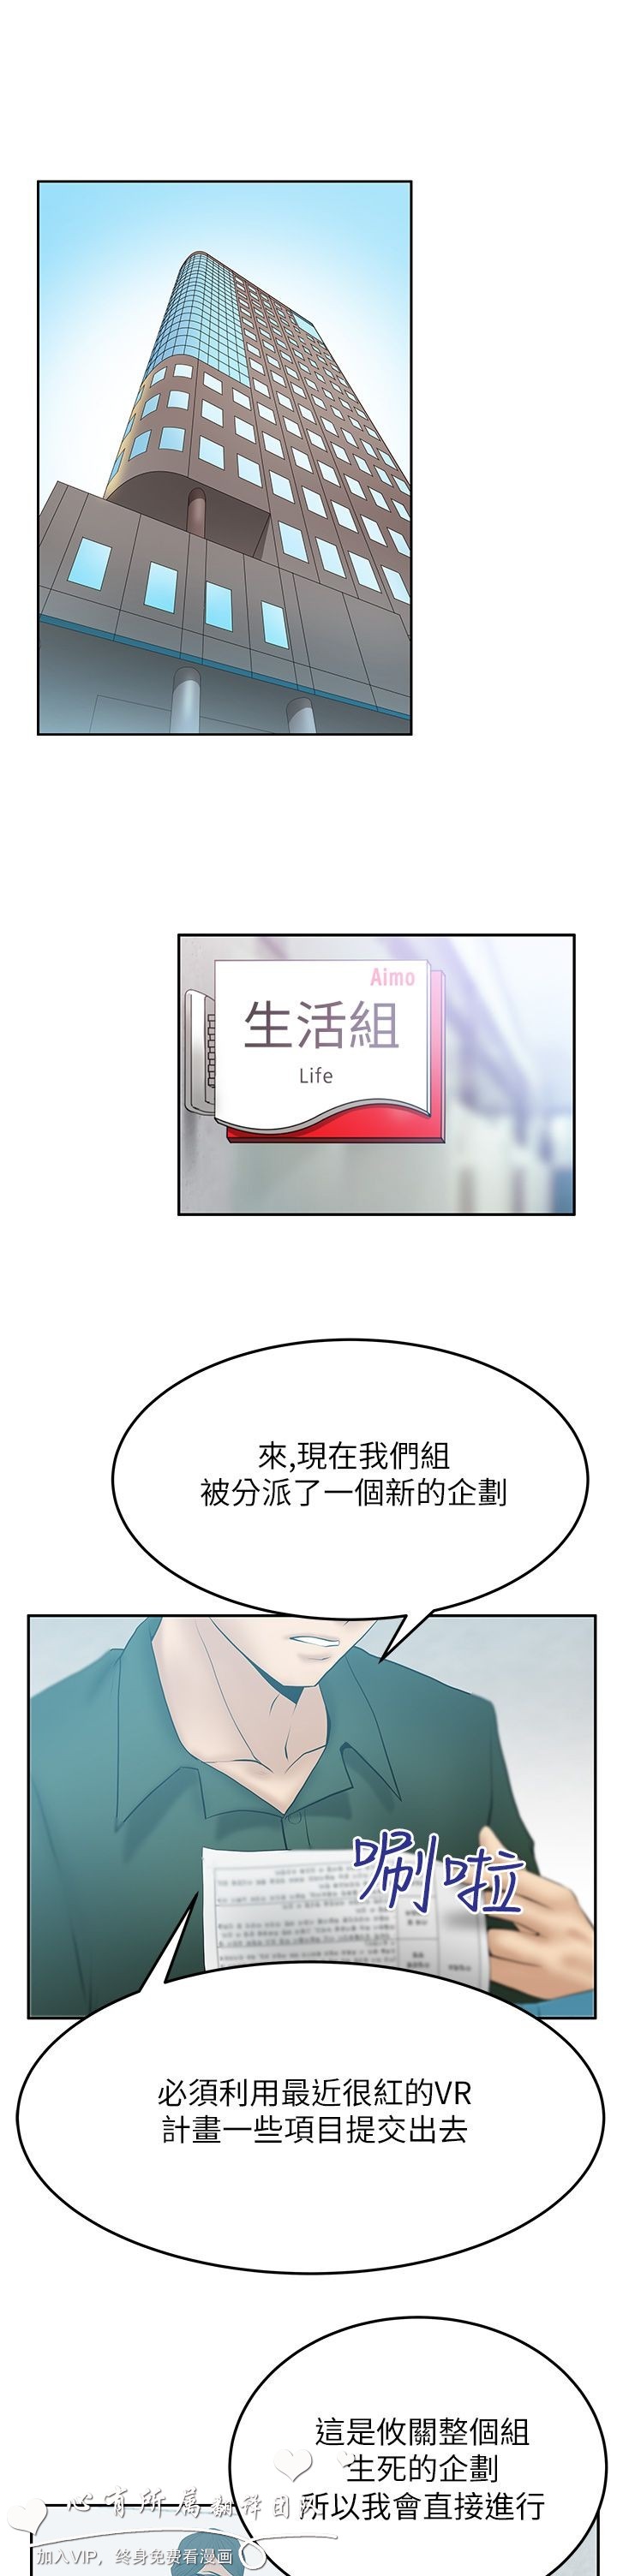 Aimo
生活組
Life
來,現在我們組
被分派了一個新的企劃
唰啦
必須利用最近很紅的VR
計畫一些項目提交出去
這是攸關整個組
生死的企劃
所以我會直接進行
心有所属翻译团队
加入VIP，终身免费看漫画